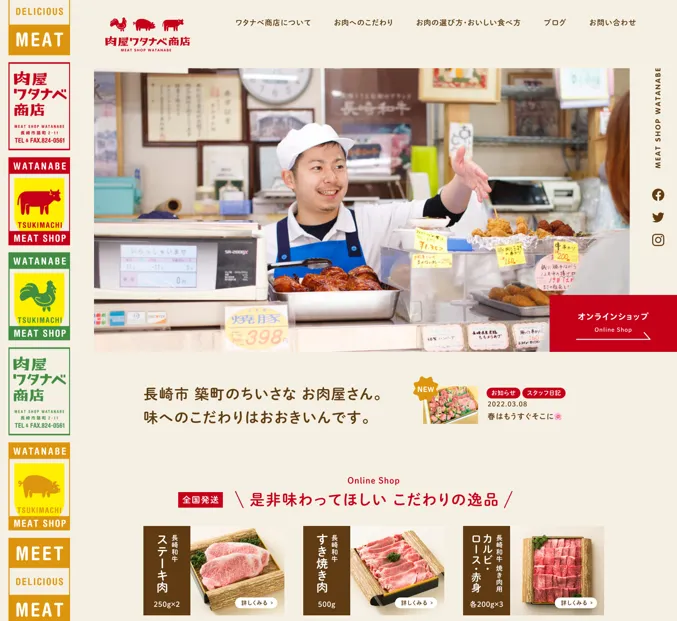 DELICIOUS
MEAT
肉屋
ワタナベ
商店
MEAT SHOP WATANABE
長崎市築町2-11
TEL & FAX.824-0561
WATANABE
TSUKIMACHI
MEAT SHOP
WATANABE
TSUKIMACHI
MEAT SHOP
肉屋
ワタナベ
商店
MEAT SHOP WATANABE
長崎市築町2-11
TEL & FAX.824-0561
WATANABE
TSUKIMACHI
MEAT SHOP
MEET
DELICIOUS
MEAT
肉屋ワタナベ商店
MEAT SHOP WATANABE
ワタナベ商店について
お肉へのこだわり
お肉の選び方・おいしい食べ方
ブログ
お問い合わせ
長崎和牛
398
MEAT SHOP WATANABE
オンラインショップ
Online Shop
長崎市 築町のちいさな お肉屋さん。
味へのこだわりはおおきいんです。
NEW
お知らせ
スタッフ日記
2022.03.08
春はもうすぐそこに🌸
Online Shop
全国発送
是非味わってほしい こだわりの逸品
長崎和牛
ステーキ肉
250g×2
詳しくみる
長崎和牛
すき焼き肉
500g
詳しくみる
長崎和牛 焼き肉用
カルビ・
ロース・赤身
各200g×3
詳しくみる